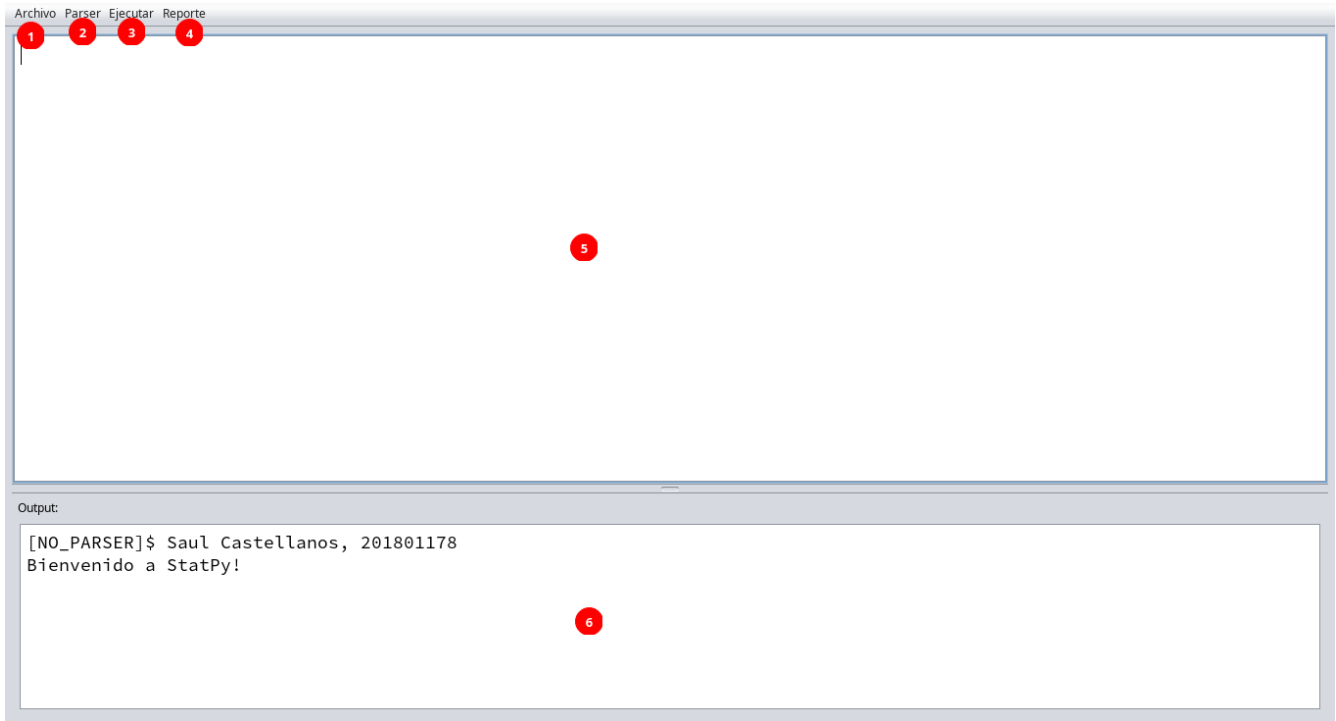 Archivo Parser Ejecutar Reporte
1 2 3 4
5
Output:
[NO_PARSER]$ Saul Castellanos, 201801178
Bienvenido a StatPy!
6